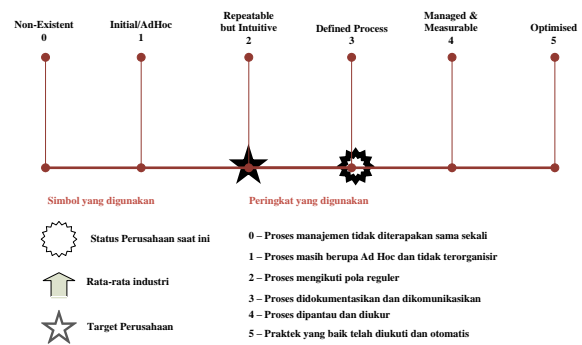 Non-Existent
0
Initial/AdHoc
1
Repeatable
but Intuitive
2
Defined Process
3
Managed &
Measurable
4
Optimised
5
Simbol yang digunakan
Status Perusahaan saat ini
Rata-rata industri
Target Perusahaan
Peringkat yang digunakan
0 – Proses manajemen tidak diterapakan sama sekali
1 – Proses masih berupa Ad Hoc dan tidak terorganisir
2 – Proses mengikuti pola reguler
3 – Proses didokumentasikan dan dikomunikasikan
4 – Proses dipantau dan diukur
5 – Praktek yang baik telah diukuti dan otomatis